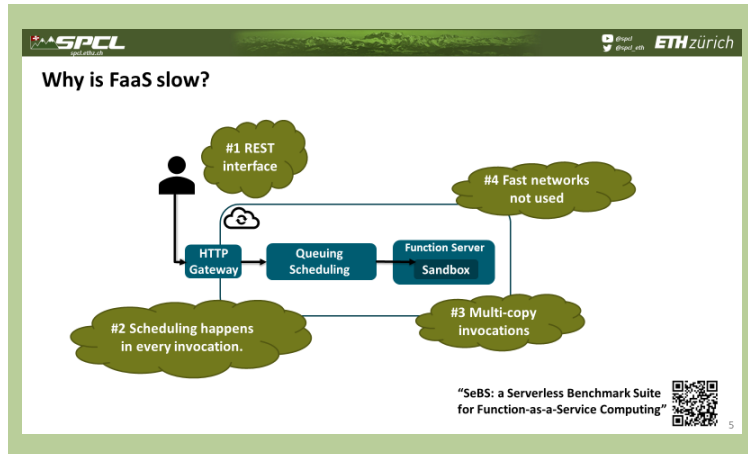 SPCL
spcl.ethz.ch
@spcl
@spcl_eth
ETH zürich
Why is FaaS slow?
#1 REST
interface
#4 Fast networks
not used
HTTP
Gateway
Queuing
Scheduling
Function Server
Sandbox
#2 Scheduling happens
in every invocation.
#3 Multi-copy
invocations
“SeBS: a Serverless Benchmark Suite
for Function-as-a-Service Computing”
5